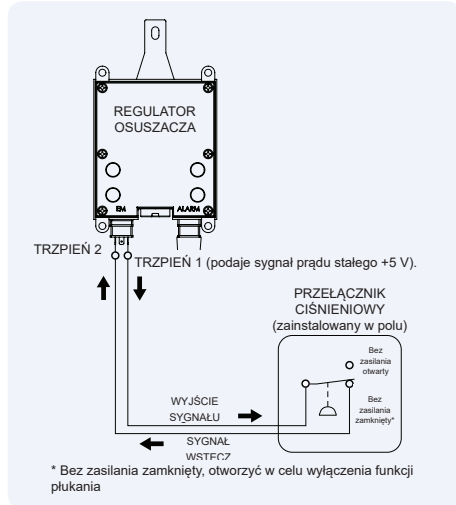 REGULATOR
OSUSZACZA
EM
ALARM
TRZPIEŃ 2
TRZPIEŃ 1 (podaje sygnał prądu stałego +5 V).
PRZEŁĄCZNIK
CIŚNIENIOWY
(zainstalowany w polu)
Bez
zasilania
otwarty
Bez
zasilania
zamknięty*
WYJŚCIE
SYGNAŁU
SYGNAŁ
WSTECZ
* Bez zasilania zamknięty, otworzyć w celu wyłączenia funkcji
płukania